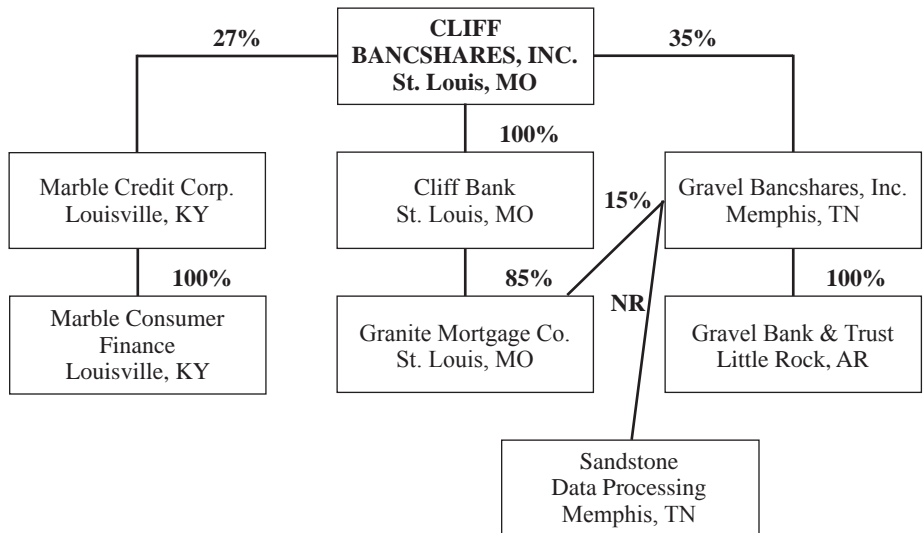 27%
CLIFF
BANCSHARES, INC.
St. Louis, MO
35%
100%
Marble Credit Corp.
Louisville, KY
Cliff Bank
St. Louis, MO
15%
Gravel Bancshares, Inc.
Memphis, TN
100%
85%
NR
100%
Marble Consumer
Finance
Louisville, KY
Granite Mortgage Co.
St. Louis, MO
Gravel Bank & Trust
Little Rock, AR
Sandstone
Data Processing
Memphis, TN